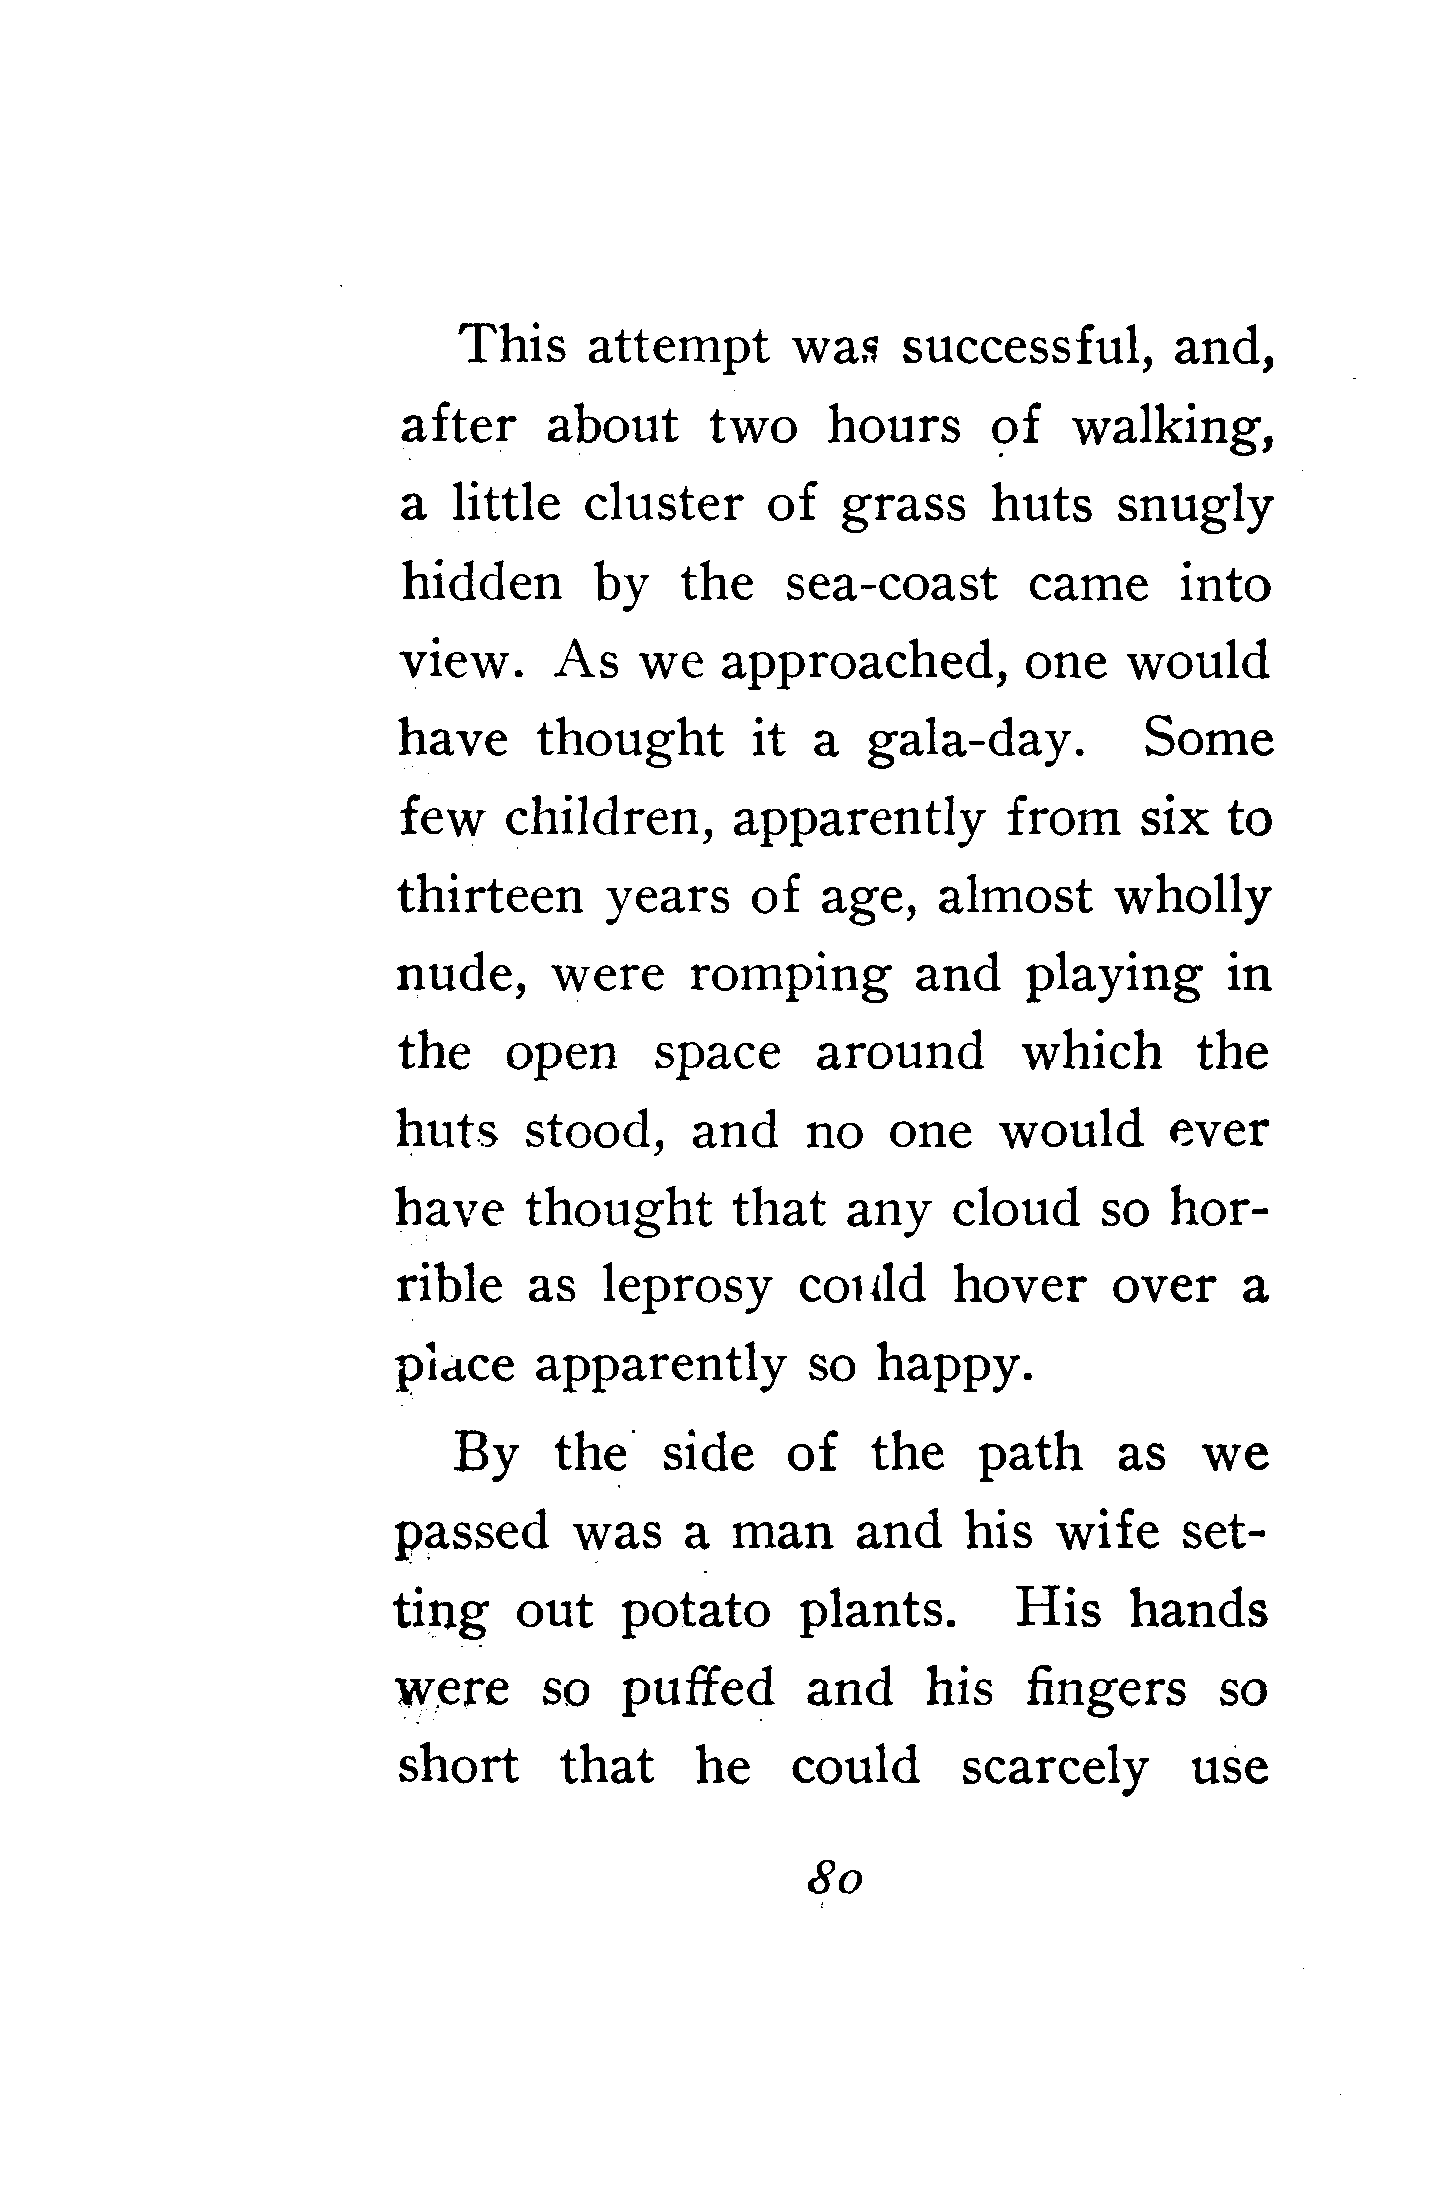 This attempt was successful, and,
after about two hours of walking,
a little cluster of grass huts snugly
hidden by the sea-coast came into
view. As we approached, one would
have thought it a gala-day. Some
few children, apparently from six to
thirteen years of age, almost wholly
nude, were romping and playing in
the open space around which the
huts stood, and no one would ever
have thought that any cloud so hor-
rible as leprosy could hover over a
place apparently so happy.
By the side of the path as we
passed was a man and his wife set-
ting out potato plants. His hands
were so puffed and his fingers so
short that he could scarcely use
80